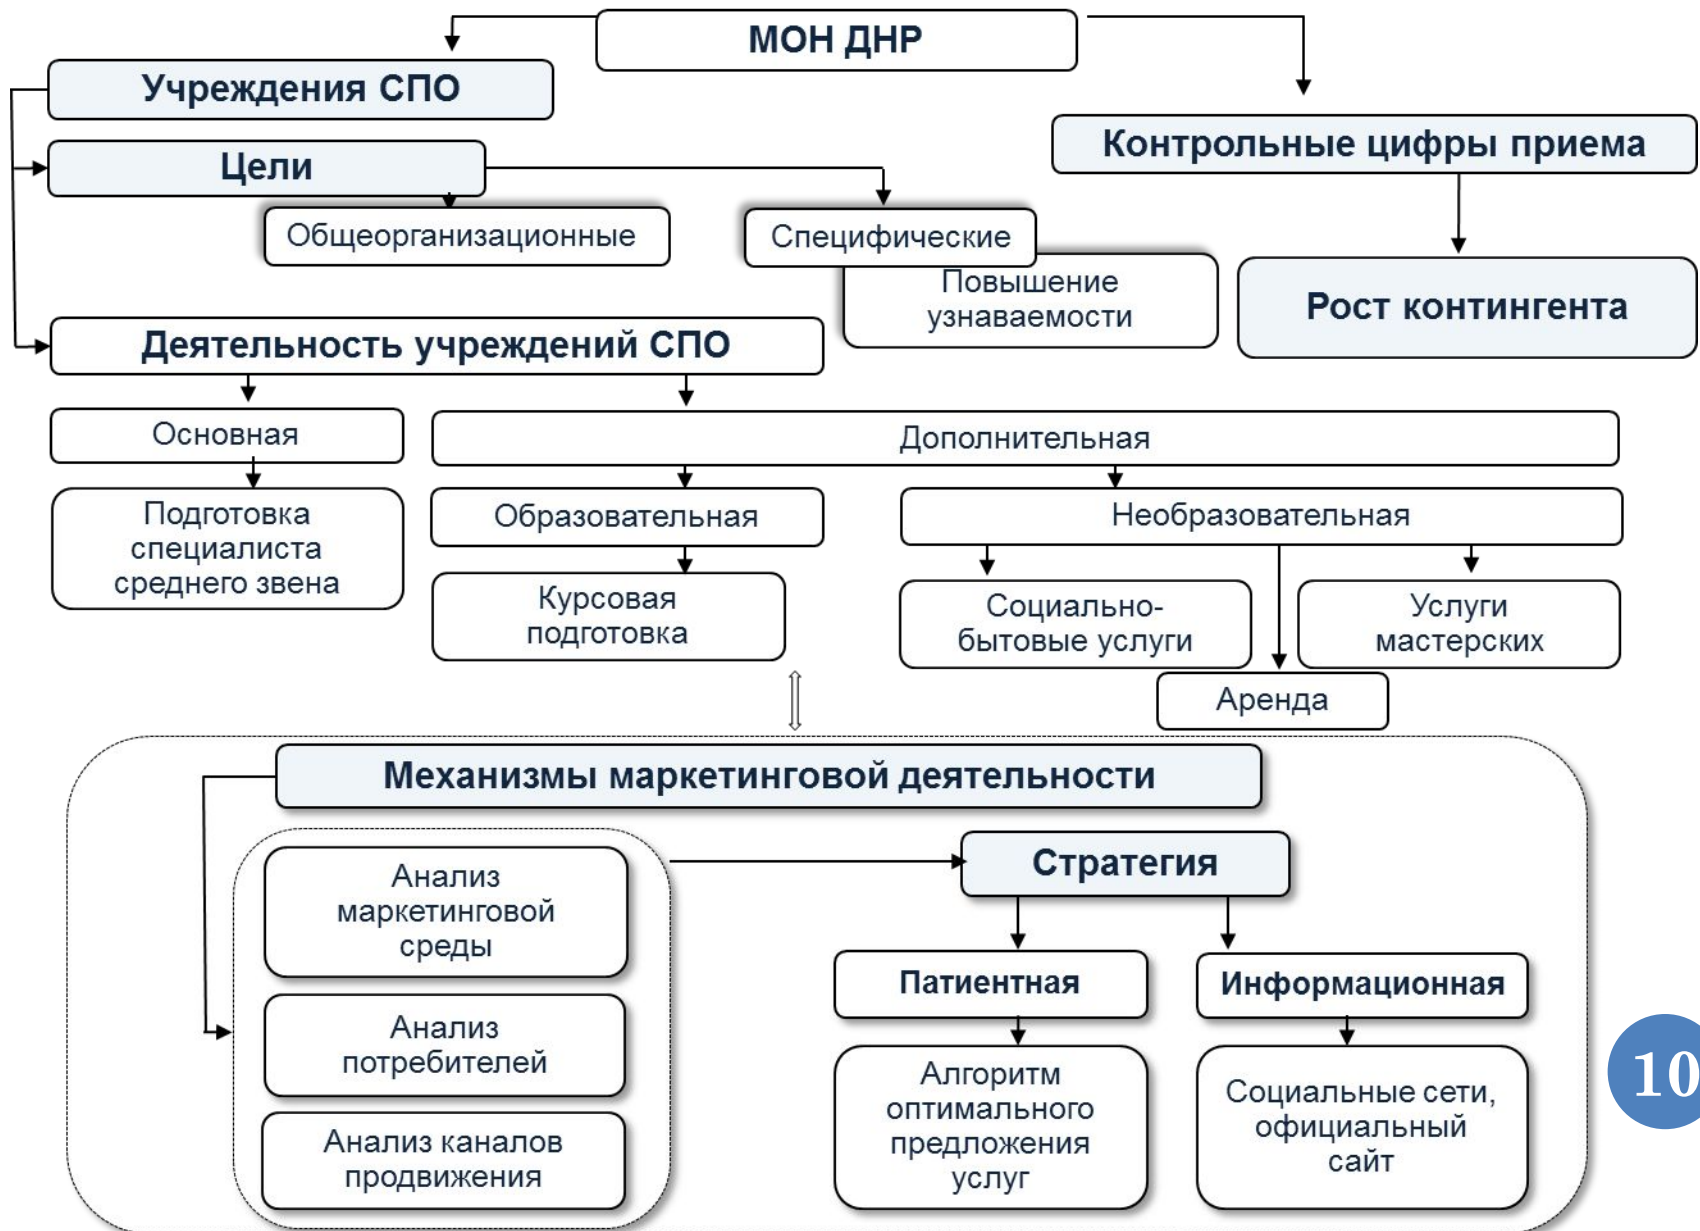 МОН ДНР
Учреждения СПО
Контрольные цифры приема
Цели
Общеорганизационные
Специфические
Повышение
узнаваемости
Рост контингента
Деятельность учреждений СПО
Основная
Дополнительная
Подготовка
специалиста
среднего звена
Образовательная
Необразовательная
Курсовая
подготовка
Социально-
бытовые услуги
Услуги
мастерских
Аренда
Механизмы маркетинговой деятельности
Анализ
маркетинговой
среды
Стратегия
Патиентная
Информационная
Анализ
потребителей
Алгоритм
оптимального
предложения
услуг
Социальные сети,
официальный
сайт
Анализ каналов
продвижения
10